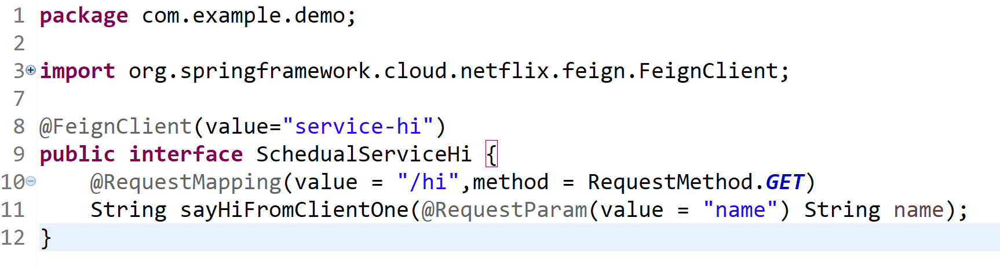 1 package com.example.demo;
2
3 import org.springframework.cloud.netflix.feign.FeignClient;
7
8 @FeignClient(value="service-hi")
9 public interface SchedualServiceHi {
10     @RequestMapping(value = "/hi",method = RequestMethod.GET)
11     String sayHiFromClientOne(@RequestParam(value = "name") String name);
12 }